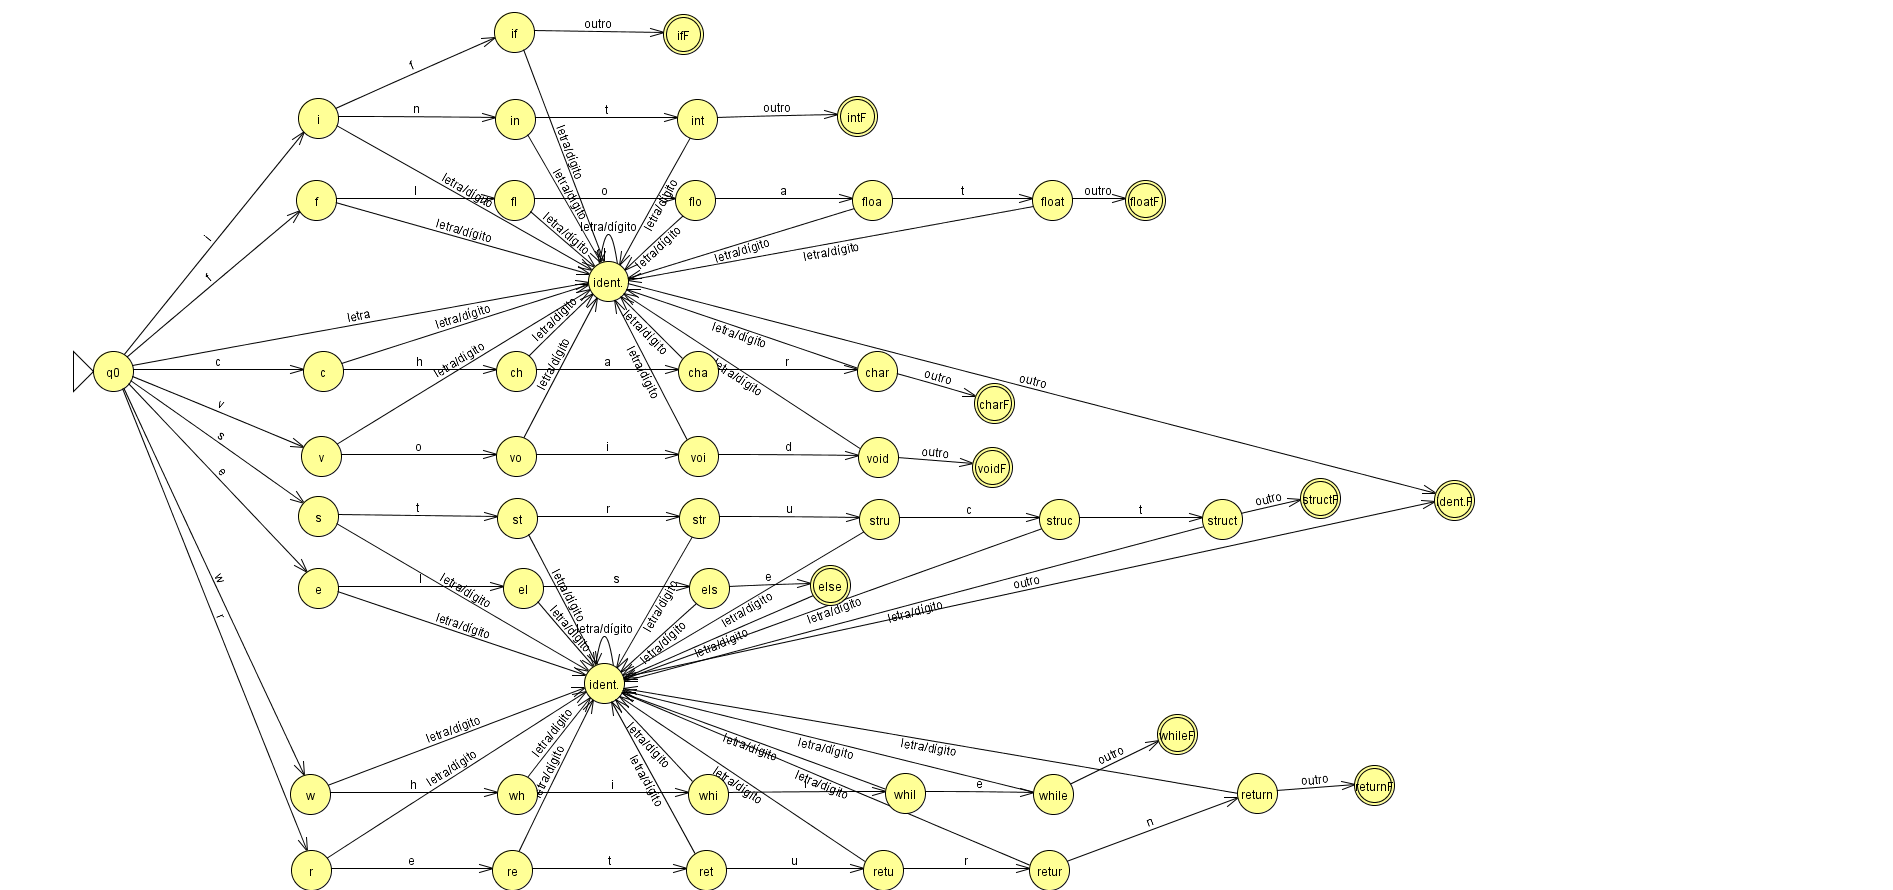 if
outro
ifF
f
i
n
in
t
int
outro
intF
letra/dígito
letra/dígito
letra/dígito
letra/dígito
f
l
fl
o
flo
a
floa
t
float
outro
floatF
i
f
letra/dígito
letra/dígito
letra/dígito
letra/dígito
letra/dígito
letra/dígito
ident.
letra
letra/dígito
letra/dígito
letra/dígito
letra/dígito
q0
c
c
h
ch
a
cha
r
char
outro
charF
outro
letra/dígito
letra/dígito
letra/dígito
letra/dígito
v
v
o
vo
i
voi
d
void
outro
voidF
s
s
t
st
r
str
u
stru
c
struc
t
struct
outro
structF
ident.F
e
e
l
el
s
els
e
else
outro
w
r
letra/dígito
letra/dígito
letra/dígito
letra/dígito
letra/dígito
letra/dígito
letra/dígito
letra/dígito
letra/dígito
letra/dígito
letra/dígito
ident.
letra/dígito
letra/dígito
letra/dígito
letra/dígito
letra/dígito
letra/dígito
letra/dígito
letra/dígito
letra/dígito
letra/dígito
letra/dígito
outro
whileF
w
h
wh
i
whi
l
whil
e
while
return
outro
returnF
n
r
e
re
t
ret
u
retu
r
retur